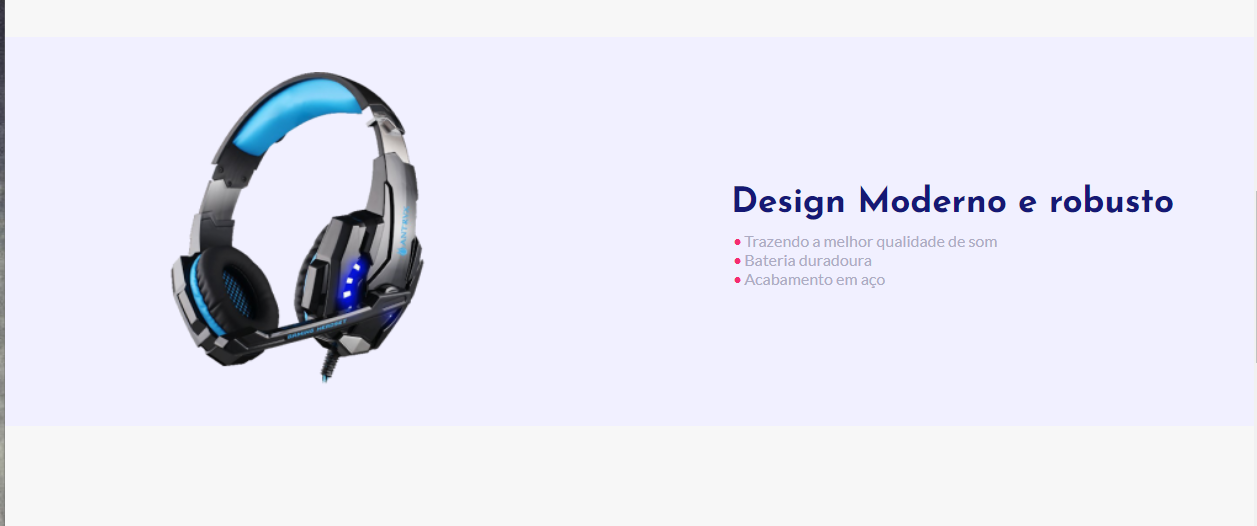 Design Moderno e robusto
• Trazendo a melhor qualidade de som
• Bateria duradoura
• Acabamento em aço
GAMING HEADSET